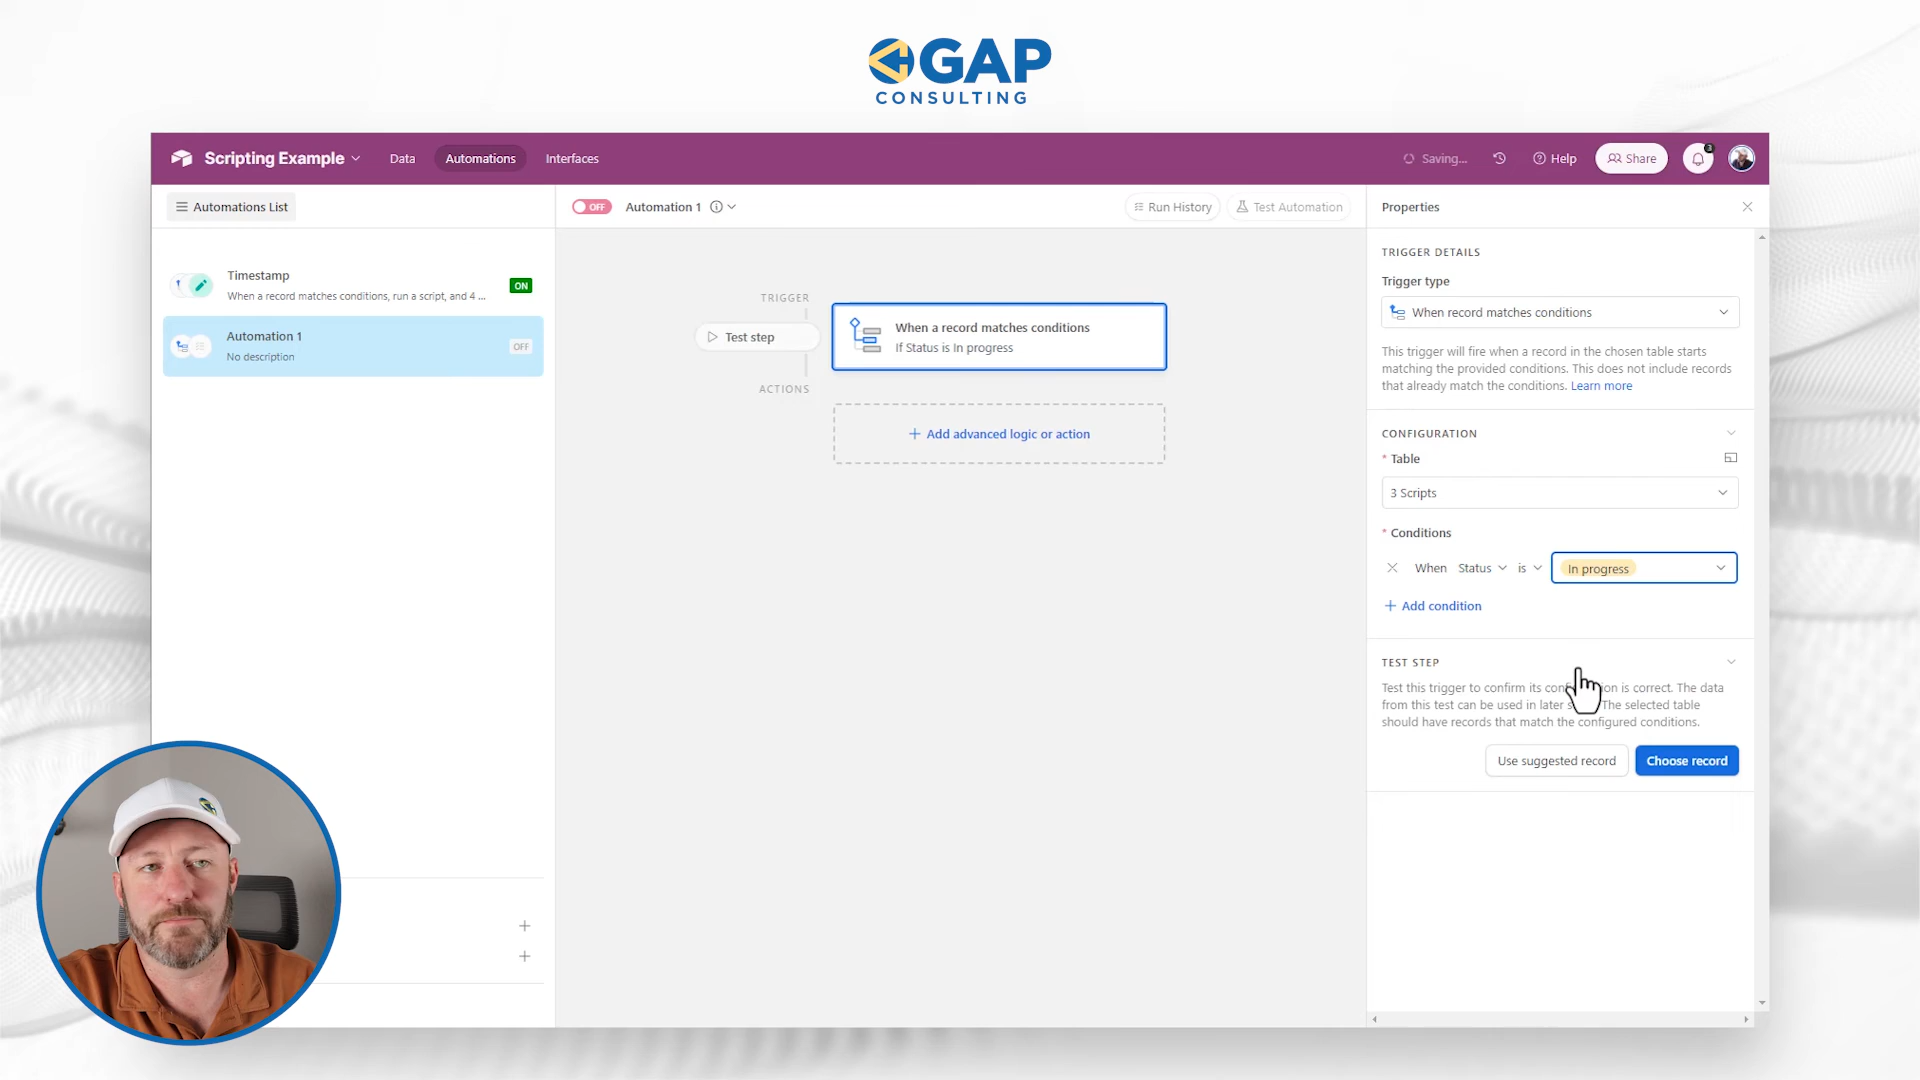 GAP
CONSULTING
Scripting Example
Data
Automations
Interfaces
Saving...
Help
Share
3
Automations List
OFF
Automation 1
Run History
Test Automation
Properties
Timestamp
When a record matches conditions, run a script, and 4 ...
ON
Automation 1
No description
OFF
TRIGGER
Test step
When a record matches conditions
If Status is In progress
ACTIONS
Add advanced logic or action
TRIGGER DETAILS
Trigger type
When record matches conditions
This trigger will fire when a record in the chosen table starts
matching the provided conditions. This does not include records
that already match the conditions. Learn more
CONFIGURATION
* Table
3 Scripts
* Conditions
When Status is In progress
+ Add condition
TEST STEP
Test this trigger to confirm its conf on is correct. The data
from this test can be used in later s The selected table
should have records that match the configured conditions.
Use suggested record
Choose record